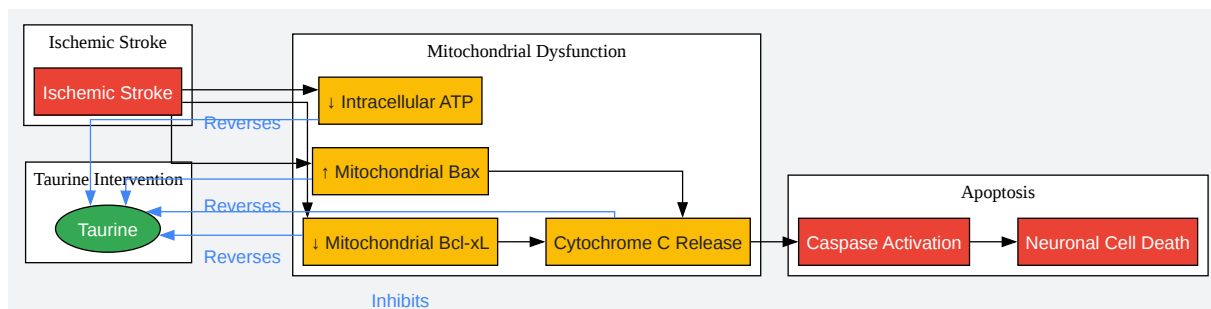 Ischemic Stroke
Ischemic Stroke
Mitochondrial Dysfunction
↓ Intracellular ATP
Reverses
↑ Mitochondrial Bax
Taurine Intervention
Taurine
Reverses
↓ Mitochondrial Bcl-xL
Cytochrome C Release
Reverses
Inhibits
Apoptosis
Caspase Activation
Neuronal Cell Death